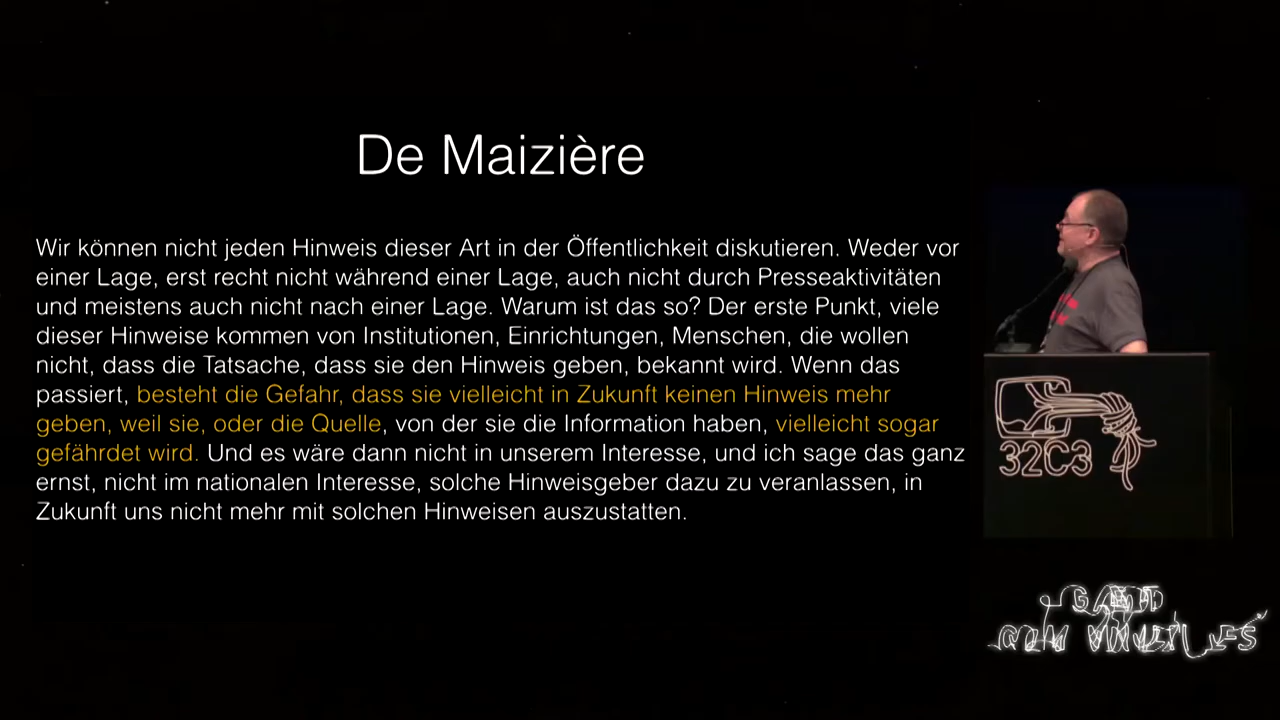 De Maizière
Wir können nicht jeden Hinweis dieser Art in der Öffentlichkeit diskutieren. Weder vor
einer Lage, erst recht nicht während einer Lage, auch nicht durch Presseaktivitäten
und meistens auch nicht nach einer Lage. Warum ist das so? Der erste Punkt, viele
dieser Hinweise kommen von Institutionen, Einrichtungen, Menschen, die wollen
nicht, dass die Tatsache, dass sie den Hinweis geben, bekannt wird. Wenn das
passiert, besteht die Gefahr, dass sie vielleicht in Zukunft keinen Hinweis mehr
geben, weil sie, oder die Quelle, von der sie die Information haben, vielleicht sogar
gefährdet wird. Und es wäre dann nicht in unserem Interesse, und ich sage das ganz
ernst, nicht im nationalen Interesse, solche Hinweisgeber dazu zu veranlassen, in
Zukunft uns nicht mehr mit solchen Hinweisen auszustatten.
32C3